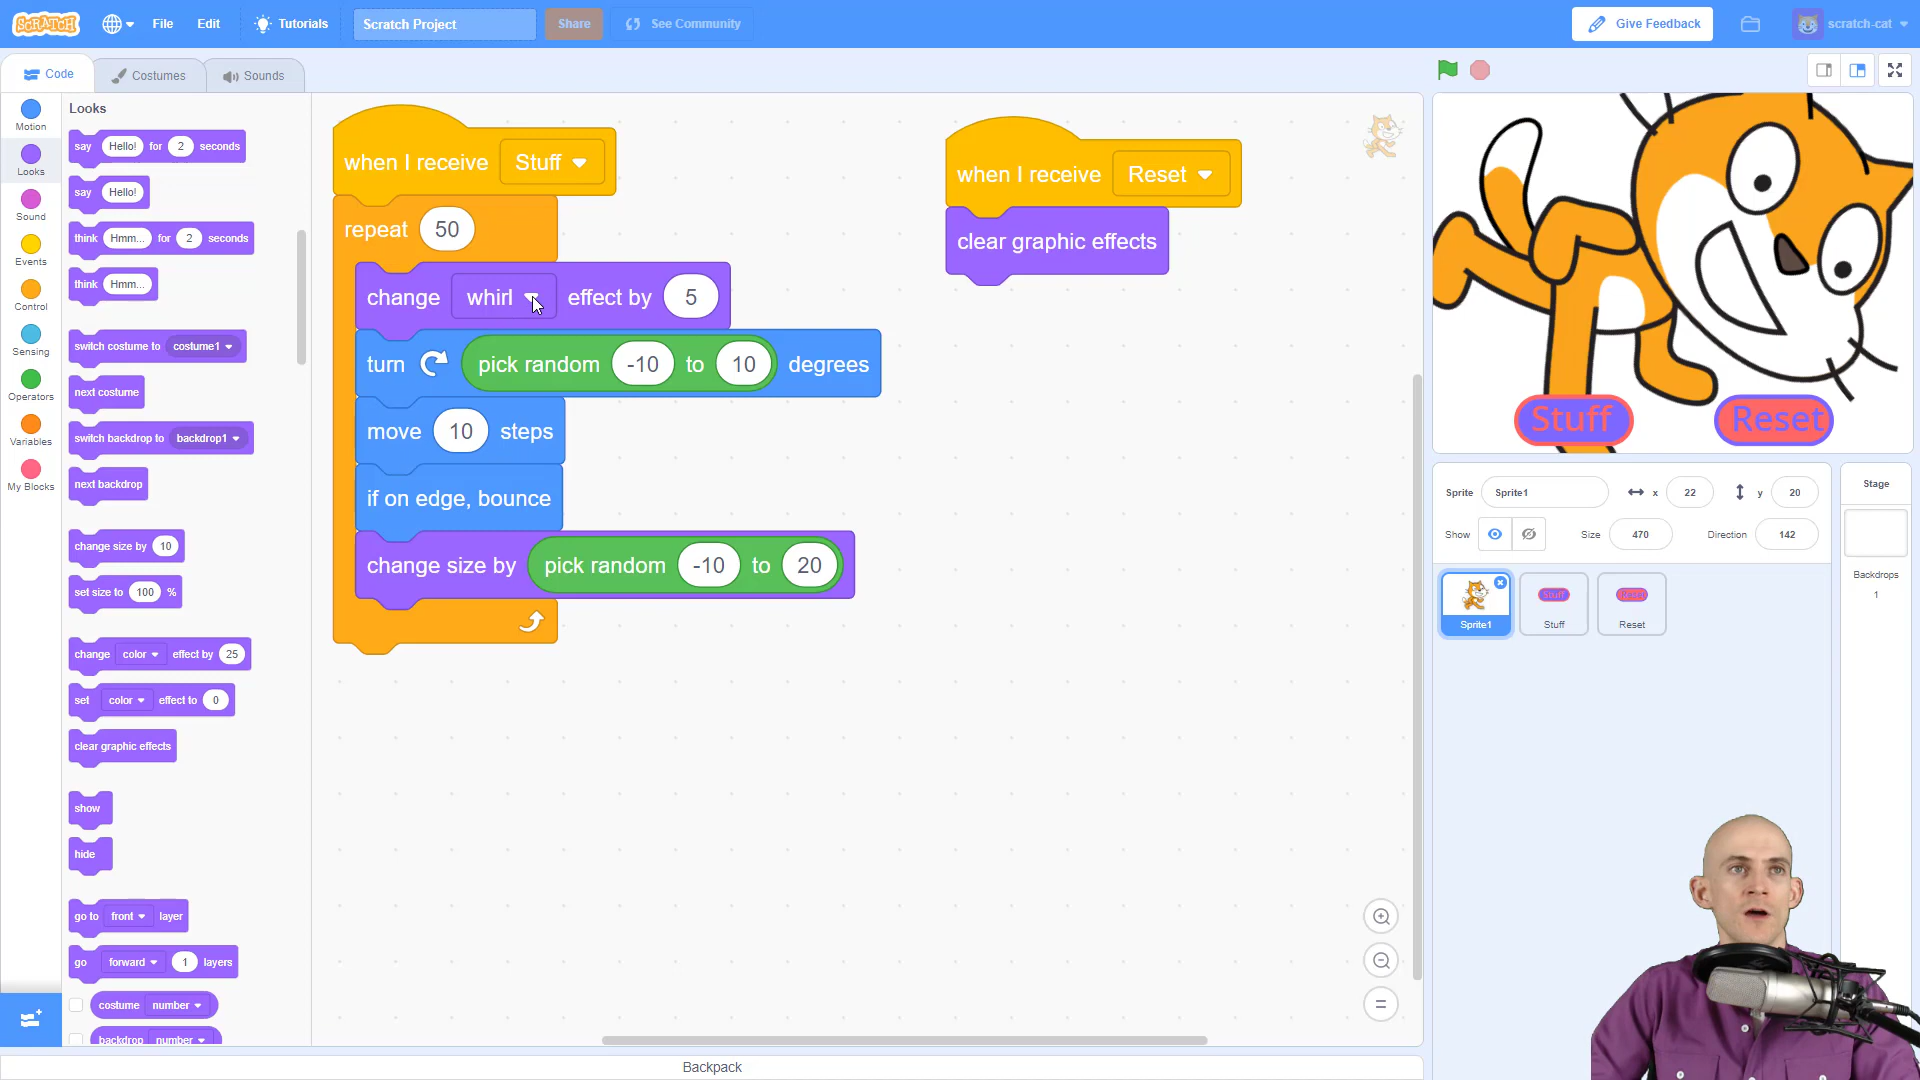 SCRATCH
File
Edit
Tutorials
Scratch Project
Share
See Community
Give Feedback
scratch-cat
Code
Costumes
Sounds
Motion
Looks
Sound
Events
Control
Sensing
Operators
Variables
My Blocks
Looks
say Hello! for 2 seconds
say Hello!
think Hmm... for 2 seconds
think Hmm...
switch costume to costume1
next costume
switch backdrop to backdrop1
next backdrop
change size by 10
set size to 100 %
change color effect by 25
set color effect to 0
clear graphic effects
show
hide
go to front layer
go forward 1 layers
costume number
backdrop number
when I receive Stuff
repeat 50
change whirl effect by 5
turn pick random -10 to 10 degrees
move 10 steps
if on edge, bounce
change size by pick random -10 to 20
when I receive Reset
clear graphic effects
Stuff
Reset
Sprite Sprite1 x 22 y 20
Show Size 470 Direction 142
Sprite1
Stuff
Stuff
Reset
Reset
Stage
Backdrops
1
Backpack